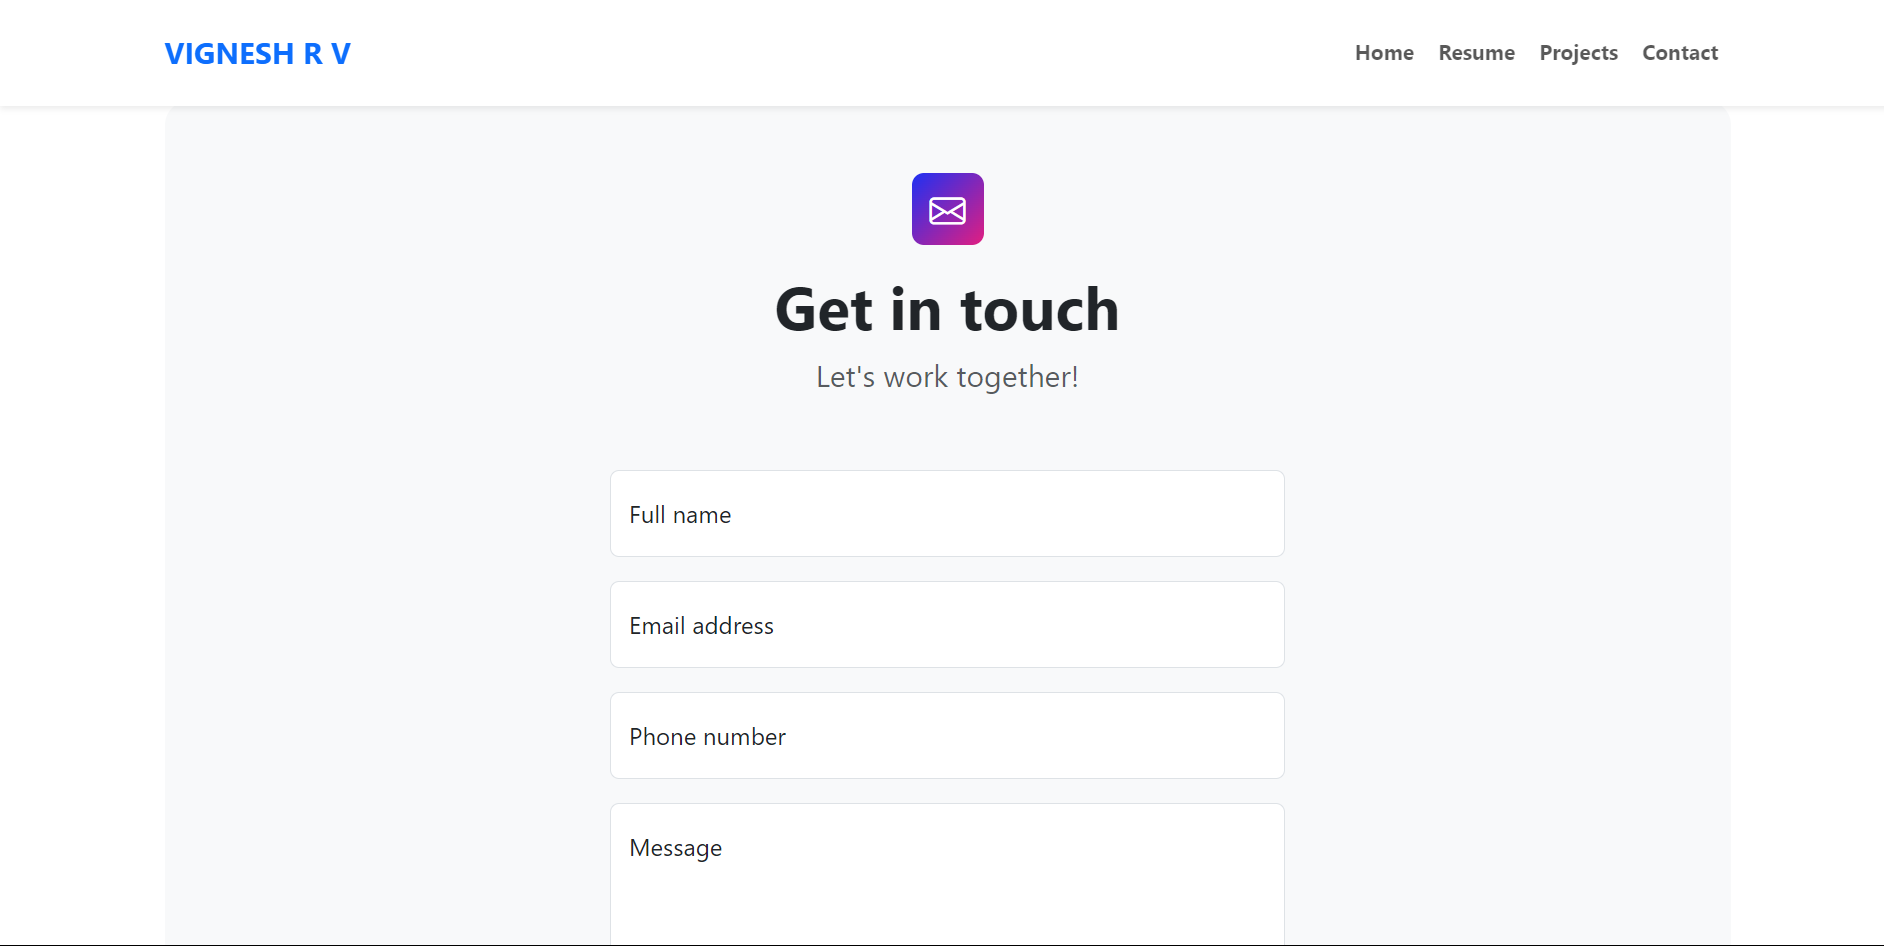 VIGNESH R V
Home Resume Projects Contact
Get in touch
Let's work together!
Full name
Email address
Phone number
Message